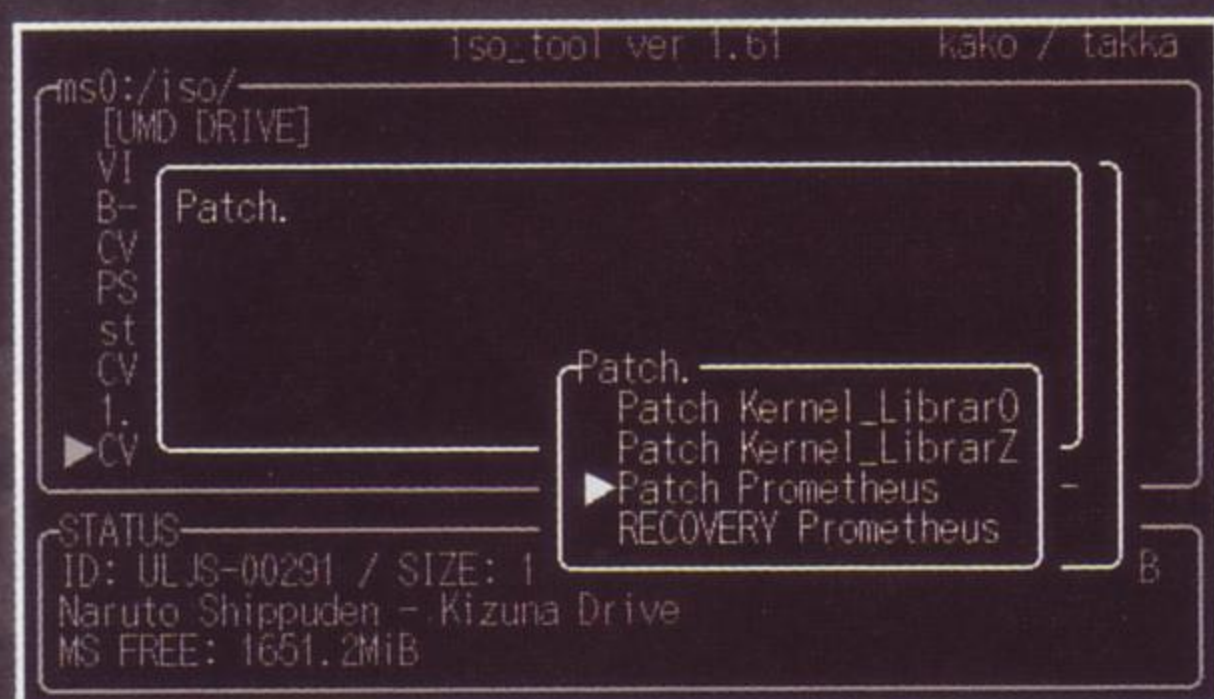 iso_tool ver 1.61 kako / takka
ms0:/iso/
[UMD DRIVE]
VI
B-
CV
PS
st
CV
1.
CV
Patch.
Patch.
Patch Kernel_Librar0
Patch Kernel_LibrarZ
Patch Prometheus
RECOVERY Prometheus
STATUS
ID: ULJS-00291 / SIZE: 1 B
Naruto Shippuden - Kizuna Drive
MS FREE: 1651.2MiB